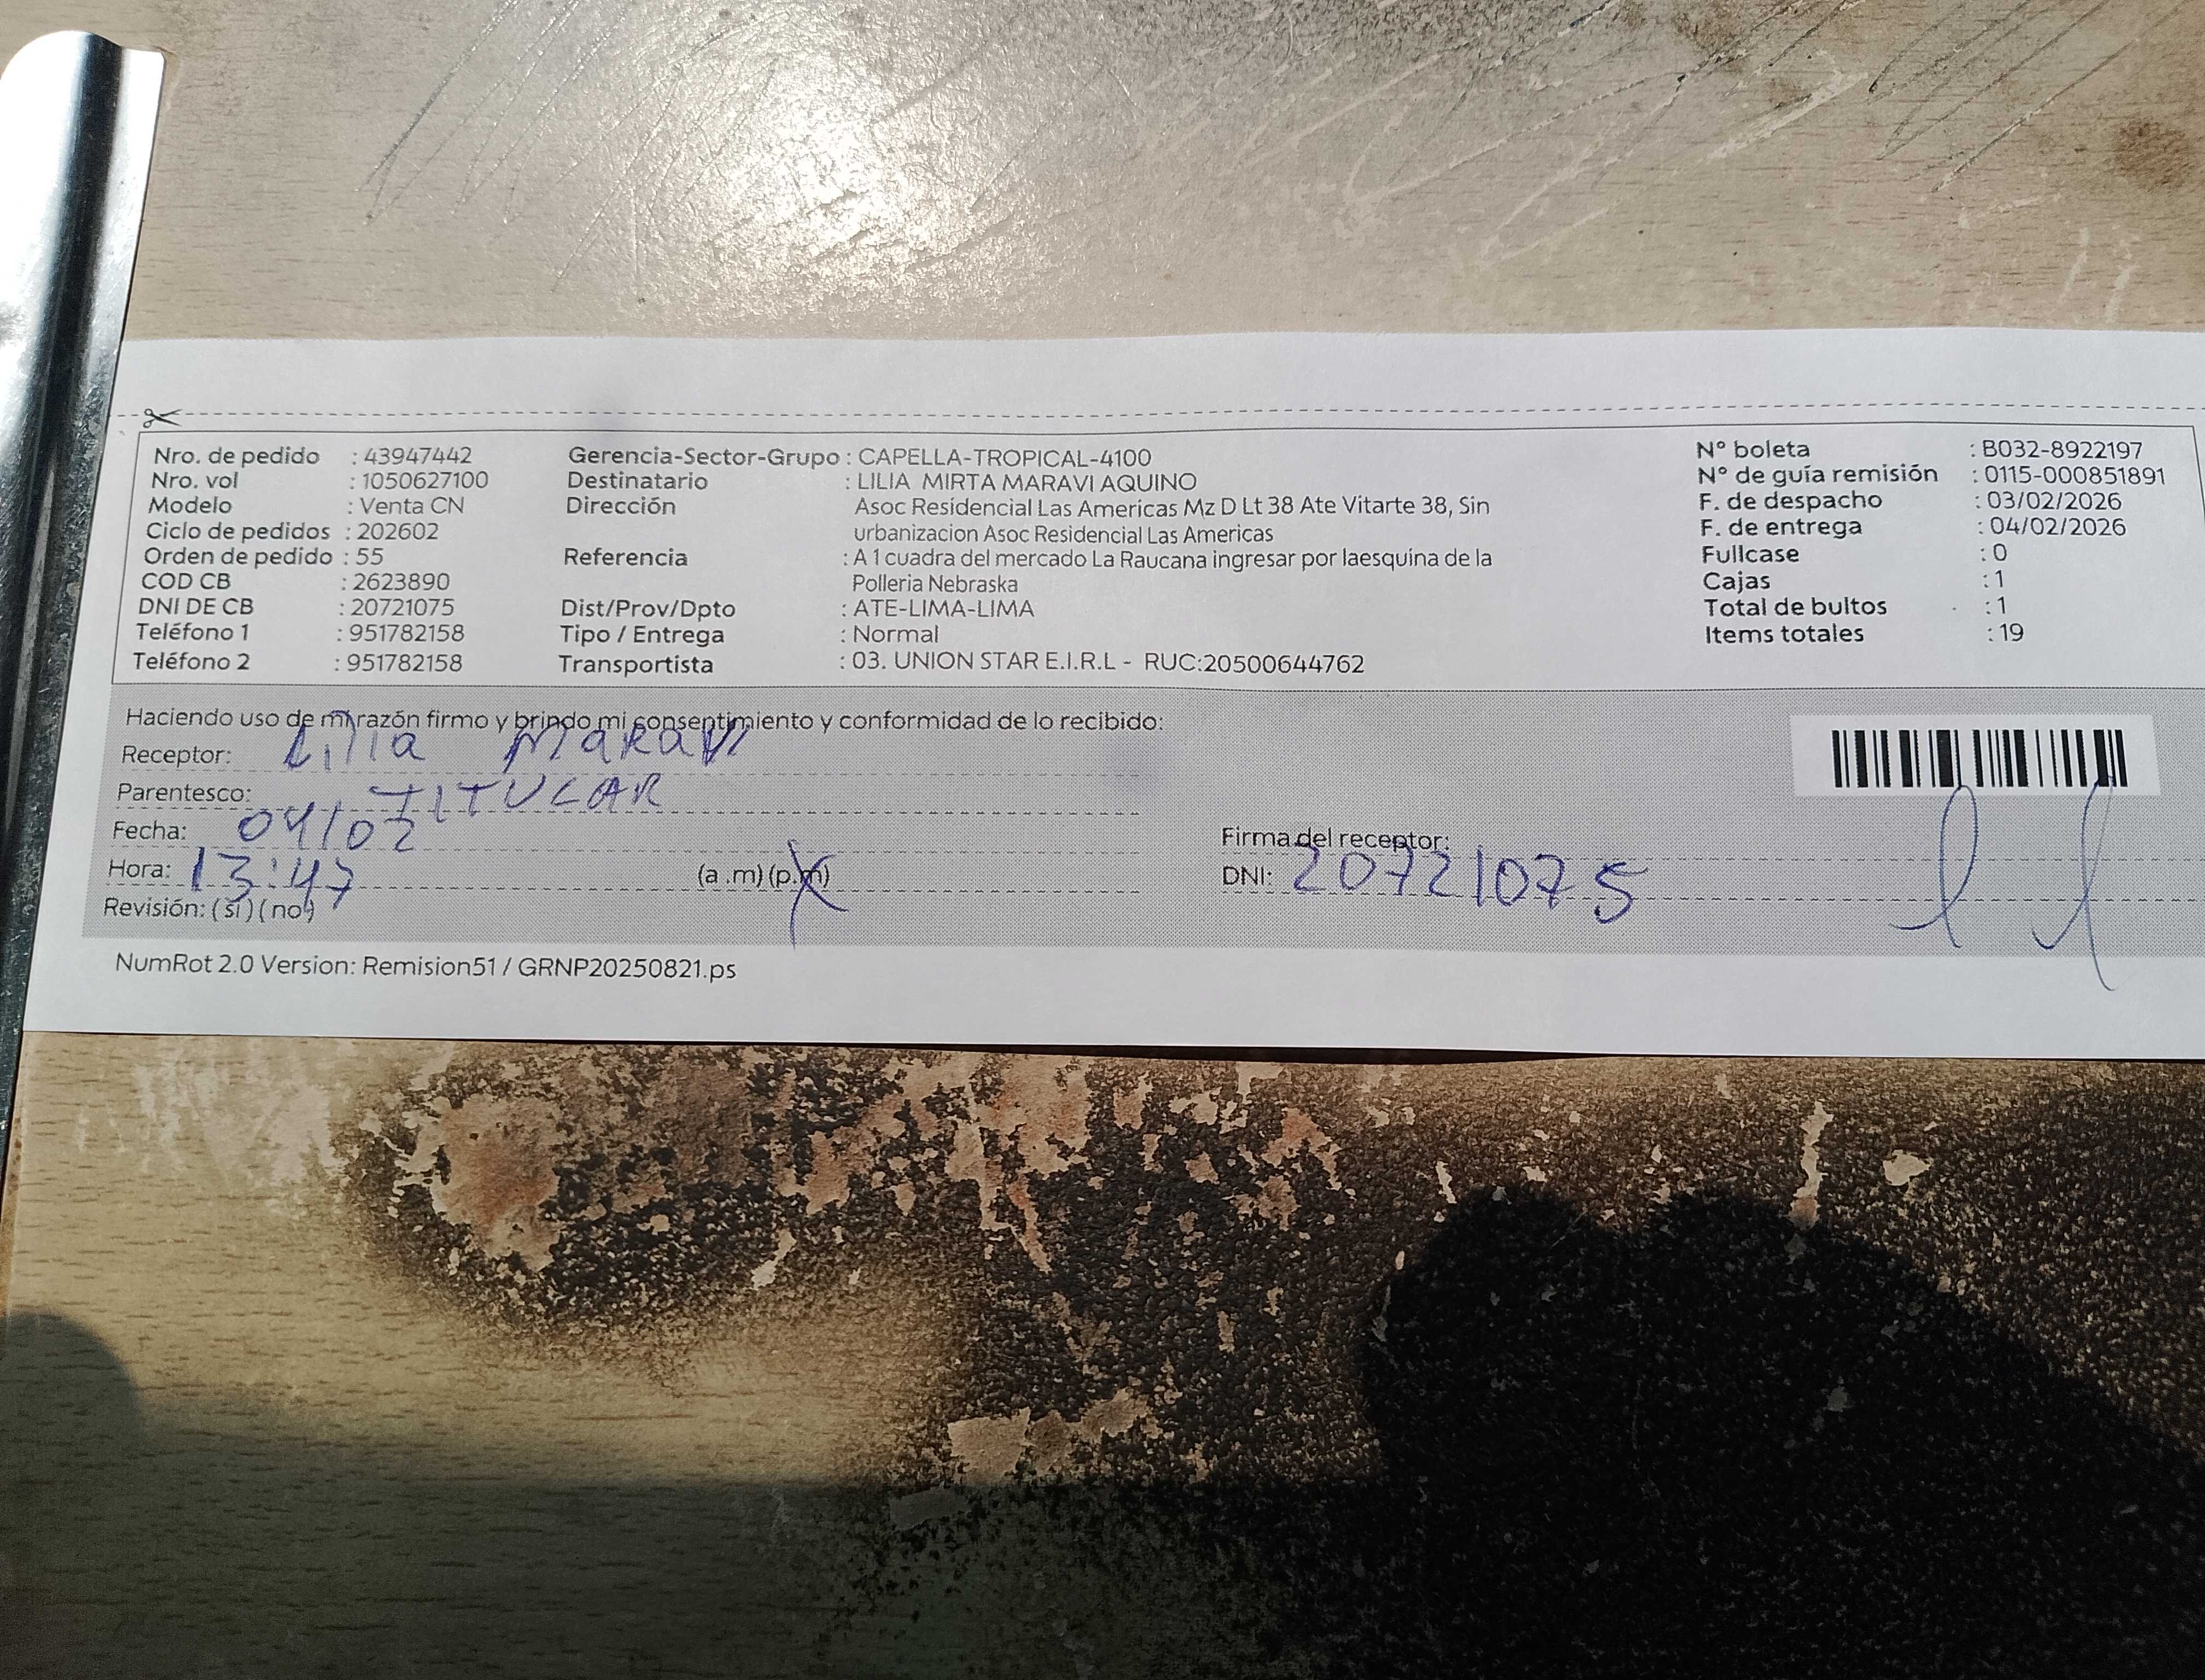 Nro. de pedido : 43947442
Nro. vol : 1050627100
Modelo : Venta CN
Ciclo de pedidos : 202602
Orden de pedido : 55
COD CB : 2623890
DNI DE CB : 20721075
Teléfono 1 : 951782158
Teléfono 2 : 951782158
Gerencia-Sector-Grupo : CAPELLA-TROPICAL-4100
Destinatario : LILIA MIRTA MARAVI AQUINO
Dirección Asoc Residencial Las Americas Mz D Lt 38 Ate Vitarte 38, Sin
urbanizacion Asoc Residencial Las Americas
Referencia : A 1 cuadra del mercado La Raucana ingresar por laesquina de la
Polleria Nebraska
Dist/Prov/Dpto : ATE-LIMA-LIMA
Tipo / Entrega : Normal
Transportista : 03. UNION STAR E.I.R.L - RUC:20500644762
N° boleta : B032-8922197
N° de guía remisión : 0115-000851891
F. de despacho : 03/02/2026
F. de entrega : 04/02/2026
Fullcase : 0
Cajas : 1
Total de bultos : 1
Items totales : 19
Haciendo uso de mi razón firmo y brindo mi consentimiento y conformidad de lo recibido:
Receptor: Lilia MARAVI
Parentesco: TITULAR
Fecha: 04/02
Hora: 13:47 (a .m) (p.m)
Revisión: (si) (no)
Firma del receptor:
DNI: 20721075
NumRot 2.0 Version: Remision51 / GRNP20250821.ps